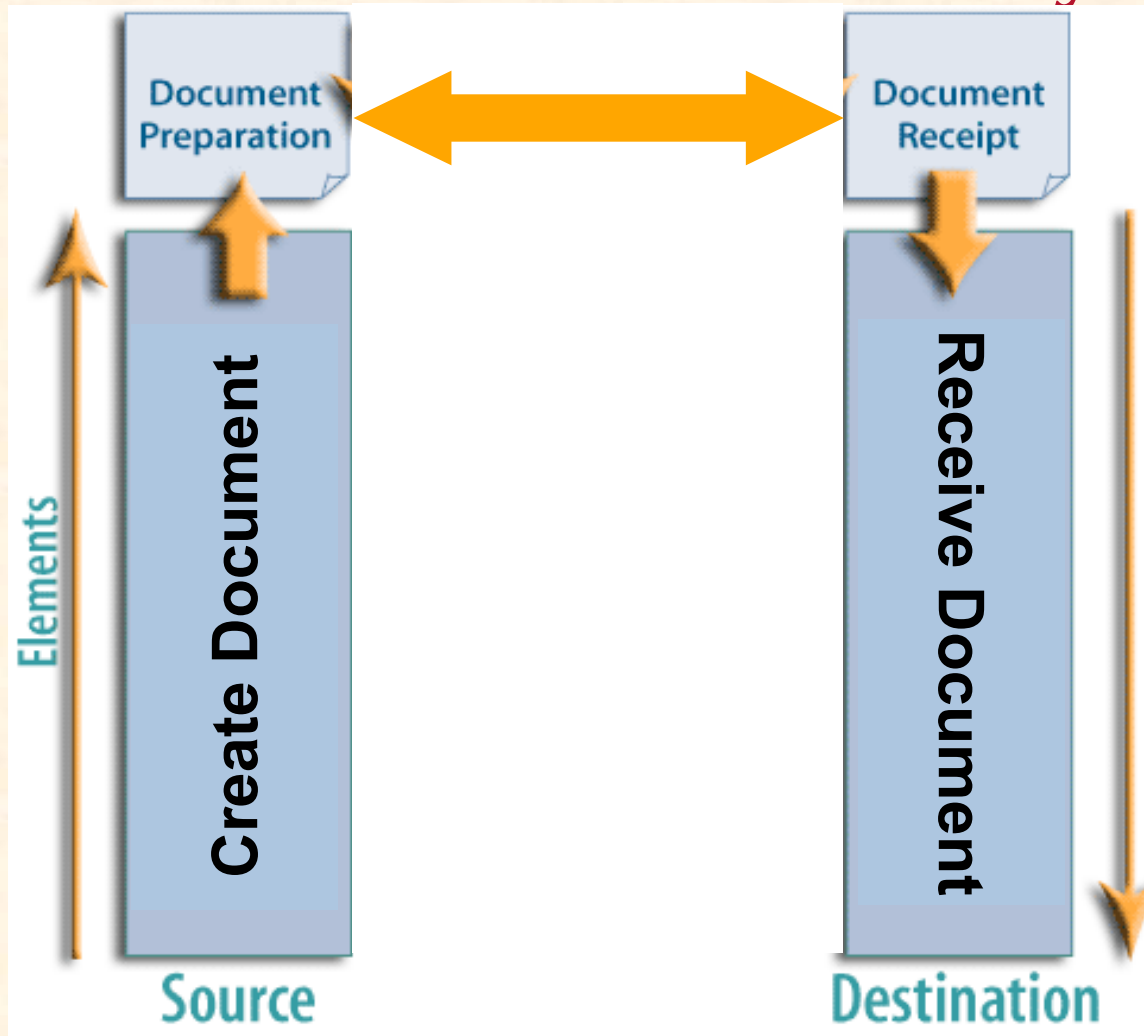 Document
Preparation
Document
Receipt
Elements
Create Document
Receive Document
Source
Destination